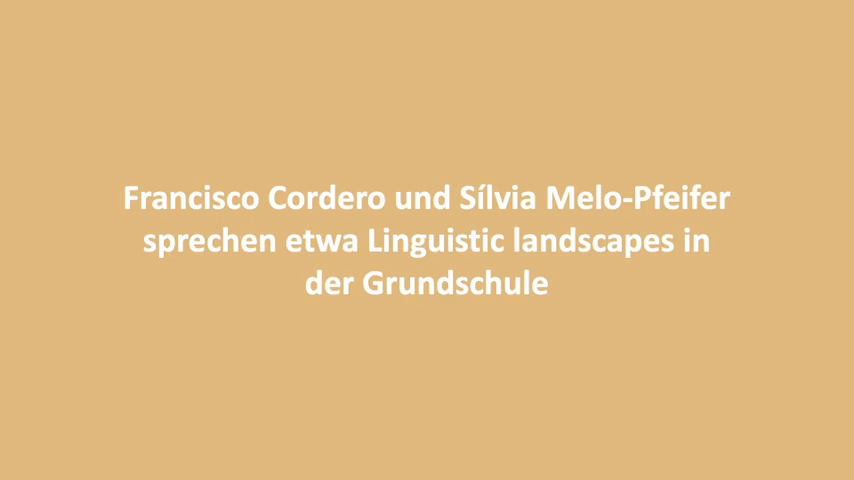 Francisco Cordero und Sílvia Melo-Pfeifer
sprechen etwa Linguistic landscapes in
der Grundschule